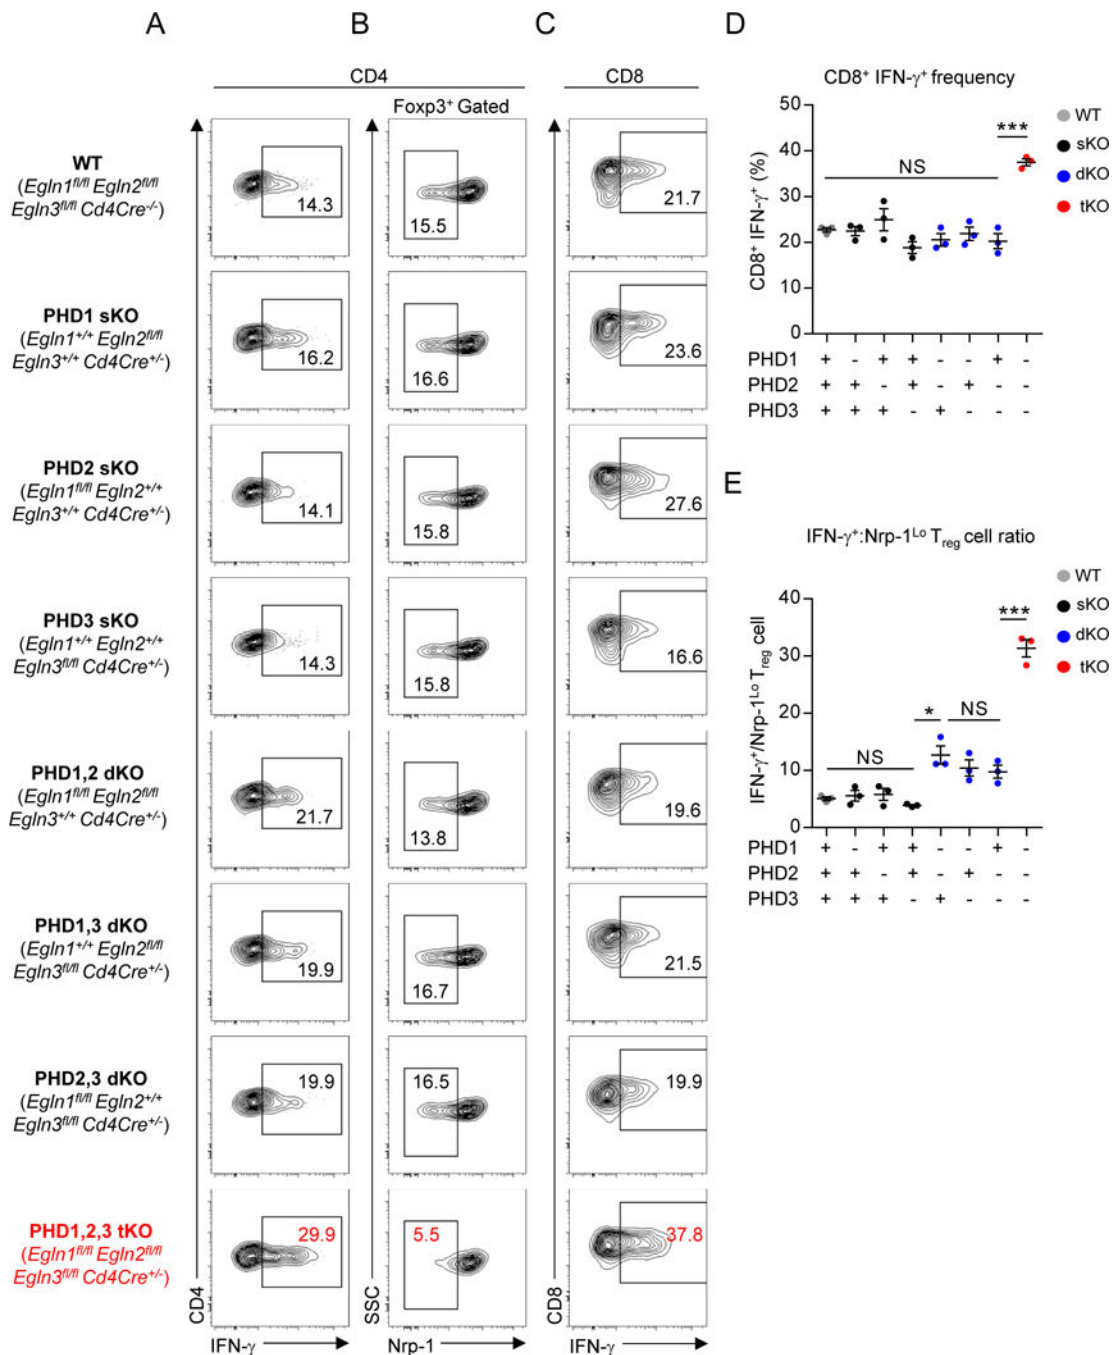 A B C D
CD4 CD8
Foxp3⁺ Gated
WT
(Egln1fl/fl Egln2fl/fl
Egln3fl/fl Cd4Cre-/-)
14.3
15.5
21.7
PHD1 sKO
(Egln1+/+ Egln2fl/fl
Egln3+/+ Cd4Cre+/-)
16.2
16.6
23.6
PHD2 sKO
(Egln1fl/fl Egln2+/+
Egln3+/+ Cd4Cre+/-)
14.1
15.8
27.6
PHD3 sKO
(Egln1+/+ Egln2+/+
Egln3fl/fl Cd4Cre+/-)
14.3
15.8
16.6
PHD1,2 dKO
(Egln1fl/fl Egln2fl/fl
Egln3+/+ Cd4Cre+/-)
21.7
13.8
19.6
PHD1,3 dKO
(Egln1+/+ Egln2fl/fl
Egln3fl/fl Cd4Cre+/-)
19.9
16.7
21.5
PHD2,3 dKO
(Egln1fl/fl Egln2+/+
Egln3fl/fl Cd4Cre+/-)
19.9
16.5
19.9
PHD1,2,3 tKO
(Egln1fl/fl Egln2fl/fl
Egln3fl/fl Cd4Cre+/-)
29.9
5.5
37.8
CD4
SSC
CD8
IFN-γ Nrp-1 IFN-γ
CD8⁺ IFN-γ⁺ frequency
CD8⁺ IFN-γ⁺ (%)
50
40
30
20
10
0
NS
***
WT
sKO
dKO
tKO
PHD1 + - + + - - + -
PHD2 + + - + - + - -
PHD3 + + + - + - - -
E
IFN-γ⁺:Nrp-1Lo Treg cell ratio
IFN-γ⁺/Nrp-1Lo Treg cell
40
30
20
10
0
NS
*
NS
***
WT
sKO
dKO
tKO
PHD1 + - + + - - + -
PHD2 + + - + - + - -
PHD3 + + + - + - - -